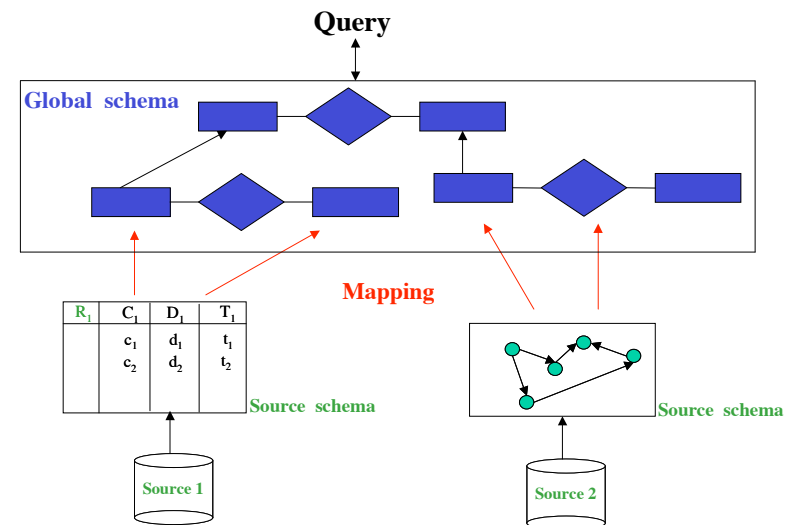 Query
Global schema
Mapping
R₁ C₁ D₁ T₁
c₁ d₁ t₁
c₂ d₂ t₂
Source schema
Source schema
Source 1
Source 2